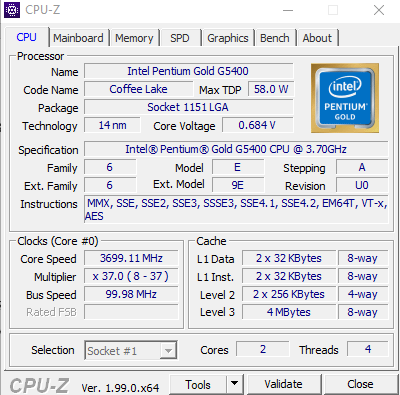 CPU-Z
CPU Mainboard Memory SPD Graphics Bench About
Processor
Name Intel Pentium Gold G5400
Code Name Coffee Lake Max TDP 58.0 W
Package Socket 1151 LGA
Technology 14 nm Core Voltage 0.684 V
intel
PENTIUM
GOLD
Specification Intel® Pentium® Gold G5400 CPU @ 3.70GHz
Family 6 Model E Stepping A
Ext. Family 6 Ext. Model 9E Revision U0
Instructions MMX, SSE, SSE2, SSE3, SSSE3, SSE4.1, SSE4.2, EM64T, VT-x,
AES
Clocks (Core #0)
Core Speed 3699.11 MHz
Multiplier x 37.0 ( 8 - 37 )
Bus Speed 99.98 MHz
Rated FSB
Cache
L1 Data 2 x 32 KBytes 8-way
L1 Inst. 2 x 32 KBytes 8-way
Level 2 2 x 256 KBytes 4-way
Level 3 4 MBytes 8-way
Selection Socket #1 Cores 2 Threads 4
CPU-Z Ver. 1.99.0.x64 Tools Validate Close